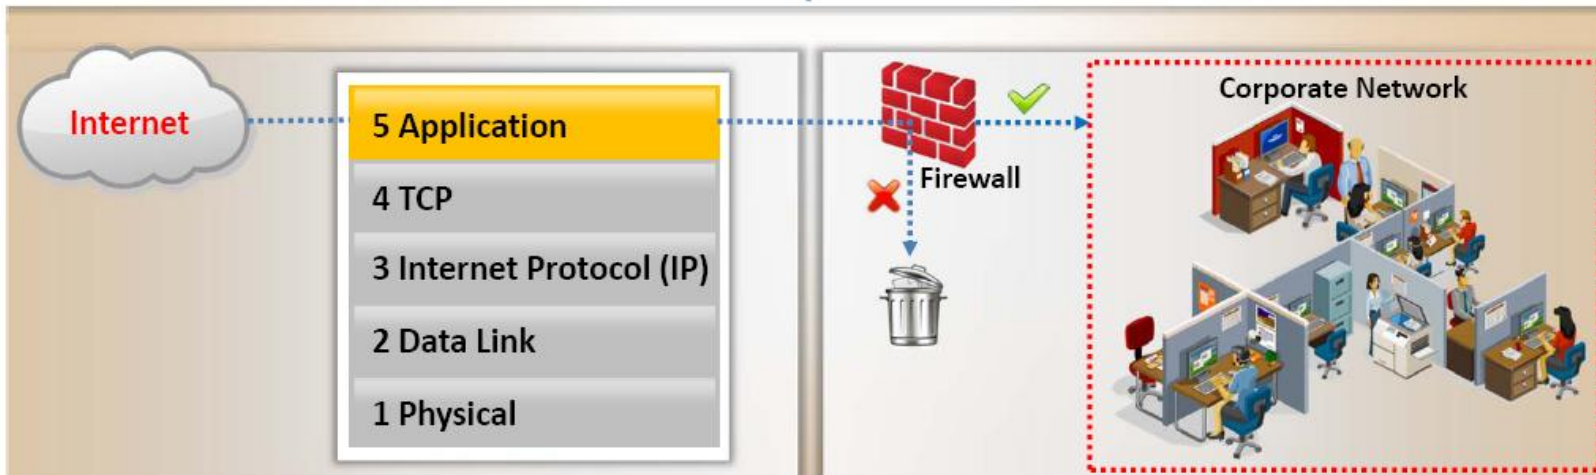 Internet
5 Application
4 TCP
3 Internet Protocol (IP)
2 Data Link
1 Physical
Firewall
Corporate Network